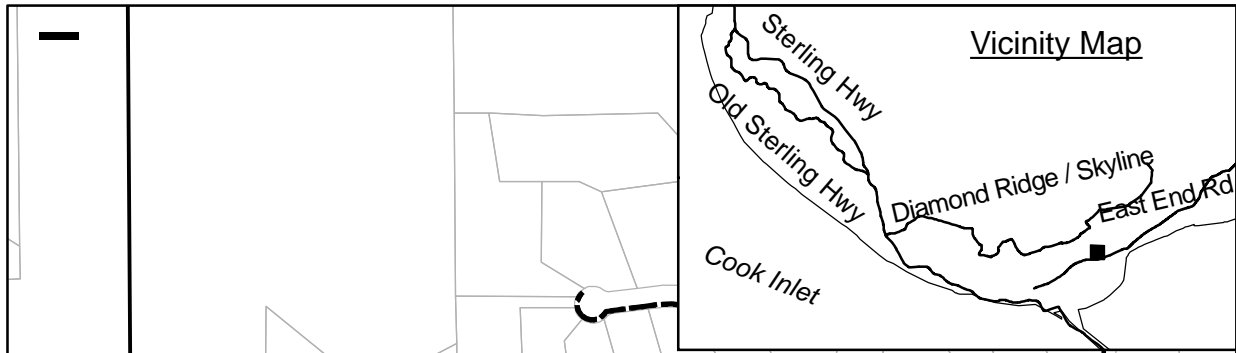 Vicinity Map
Sterling Hwy
Old Sterling Hwy
Diamond Ridge / Skyline
East End Rd
Cook Inlet